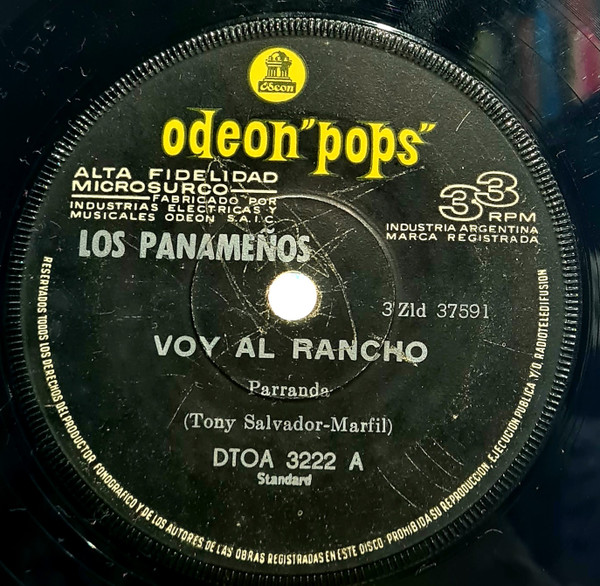 Odeon
odeon "pops"
ALTA FIDELIDAD
MICROSURCO
FABRICADO POR
INDUSTRIAS ELECTRICAS Y
MUSICALES ODEON S.A.I.C.
33
RPM
INDUSTRIA ARGENTINA
MARCA REGISTRADA
LOS PANAMEÑOS
3 Zld 37591
VOY AL RANCHO
Parranda
(Tony Salvador-Marfil)
DTOA 3222 A
Standard
RESERVADOS TODOS LOS DERECHOS DEL PRODUCTOR FONOGRAFICO Y DE LOS AUTORES DE LAS OBRAS REGISTRADAS EN ESTE DISCO. PROHIBIDA SU REPRODUCCION, EJECUCION PUBLICA Y/O RADIOTELEDIFUSION